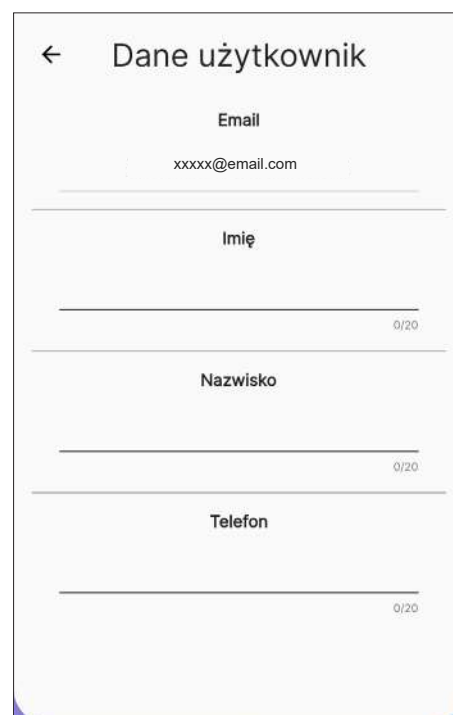 Dane użytkownik
Email
xxxxx@email.com
Imię
0/20
Nazwisko
0/20
Telefon
0/20